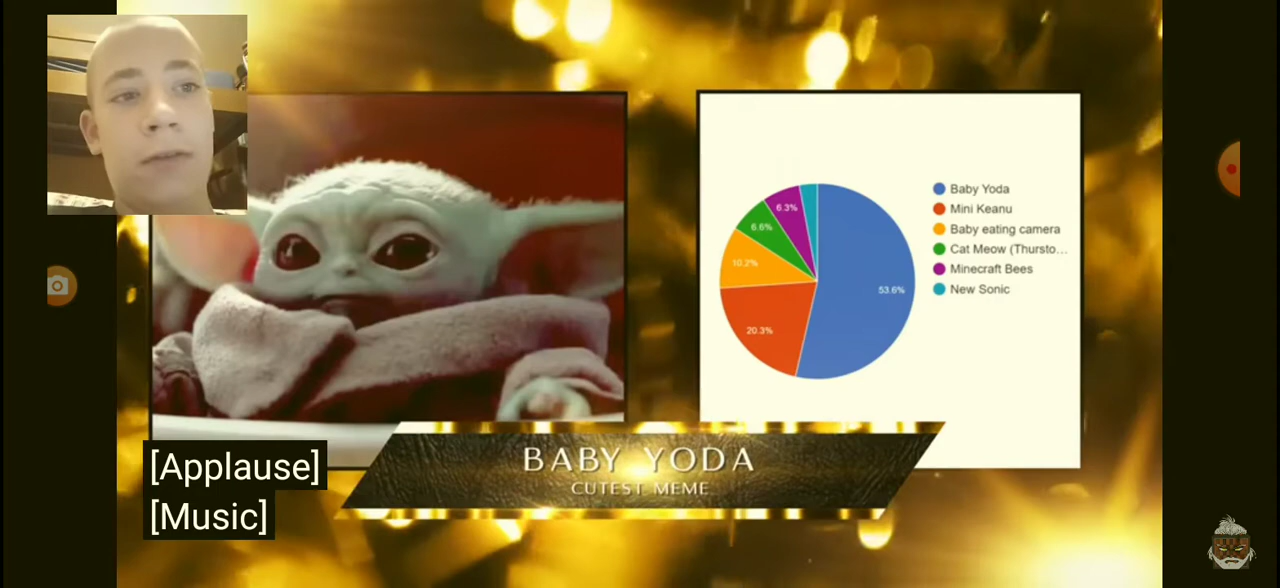 6.3%
6.6%
10.2%
20.3%
53.6%
Baby Yoda
Mini Keanu
Baby eating camera
Cat Meow (Thursto...
Minecraft Bees
New Sonic
BABY YODA
CUTEST MEME
[Applause]
[Music]